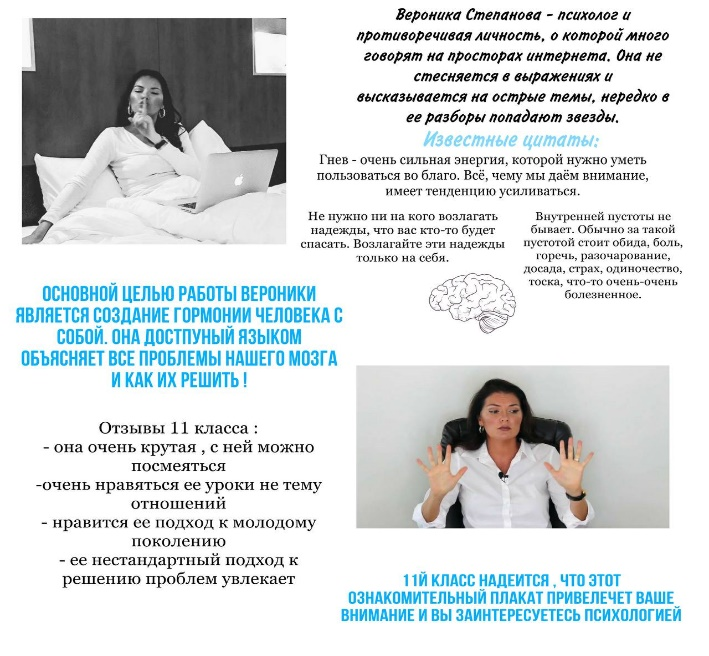 Вероника Степанова - психолог и
противоречивая личность, о которой много
говорят на просторах интернета. Она не
стесняется в выражениях и
высказывается на острые темы, нередко в
ее разборы попадают звезды.
Известные цитаты:
Гнев - очень сильная энергия, которой нужно уметь
пользоваться во благо. Всё, чему мы даём внимание,
имеет тенденцию усиливаться.
Не нужно ни на кого возлагать
надежды, что вас кто-то будет
спасать. Возлагайте эти надежды
только на себя.
Внутренней пустоты не
бывает. Обычно за такой
пустотой стоит обида, боль,
горечь, разочарование,
досада, страх, одиночество,
тоска, что-то очень-очень
болезненное.
ОСНОВНОЙ ЦЕЛЬЮ РАБОТЫ ВЕРОНИКИ
ЯВЛЯЕТСЯ СОЗДАНИЕ ГОРМОНИИ ЧЕЛОВЕКА С
СОБОЙ. ОНА ДОСТПУНЫЙ ЯЗЫКОМ
ОБЪЯСНЯЕТ ВСЕ ПРОБЛЕМЫ НАШЕГО МОЗГА
И КАК ИХ РЕШИТЬ !
Отзывы 11 класса :
- она очень крутая , с ней можно
посмеяться
-очень нравяться ее уроки не тему
отношений
- нравится ее подход к молодому
поколению
- ее нестандартный подход к
решению проблем увлекает
11Й КЛАСС НАДЕИТСЯ , ЧТО ЭТОТ
ОЗНАКОМИТЕЛЬНЫЙ ПЛАКАТ ПРИВЛЕЧЕТ ВАШЕ
ВНИМАНИЕ И ВЫ ЗАИНТЕРЕСУЕТЕСЬ ПСИХОЛОГИЕЙ